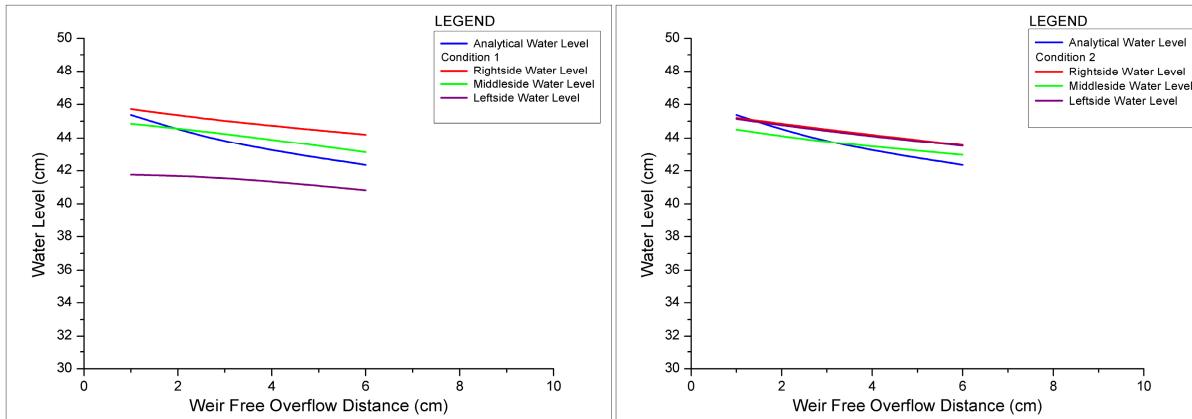 LEGEND
Analytical Water Level
Condition 1
Rightside Water Level
Middleside Water Level
Leftside Water Level
50
48
46
44
42
40
38
36
34
32
30
0
2
4
6
8
10
Water Level (cm)
Weir Free Overflow Distance (cm)
LEGEND
Analytical Water Level
Condition 2
Rightside Water Level
Middleside Water Level
Leftside Water Level
50
48
46
44
42
40
38
36
34
32
30
0
2
4
6
8
10
Water Level (cm)
Weir Free Overflow Distance (cm)